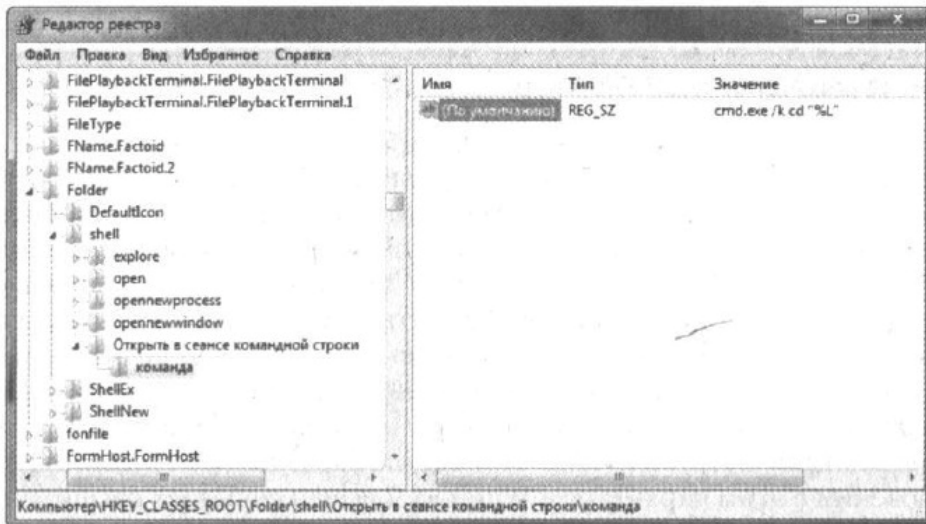 Редактор реестра
Файл Правка Вид Избранное Справка
FilePlaybackTerminal.FilePlaybackTerminal
FilePlaybackTerminal.FilePlaybackTerminal.1
FileType
FName.Factoid
FName.Factoid.2
Folder
DefaultIcon
shell
explore
open
opennewprocess
opennewwindow
Открыть в сеансе командной строки
команда
ShellEx
ShellNew
fonfile
FormHost.FormHost
Имя Тип Значение
ab (По умолчанию) REG_SZ cmd.exe /k cd "%L"
Компьютер\HKEY_CLASSES_ROOT\Folder\shell\Открыть в сеансе командной строки\команда